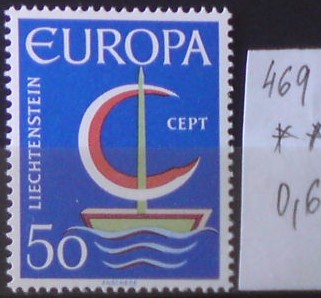 EUROPA
CEPT
LIECHTENSTEIN
50
469
**
0,6